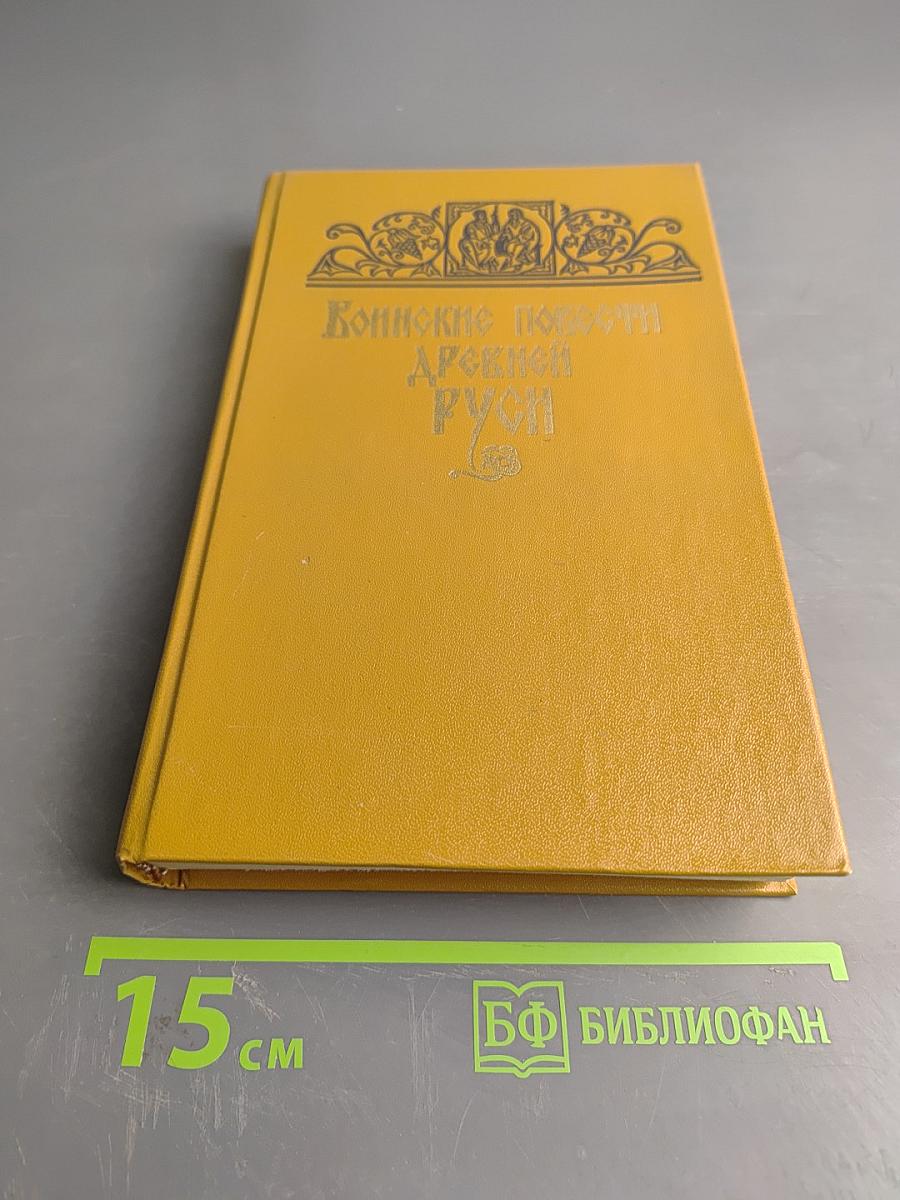 Воинские повести
древней
Руси
15 см
БФ БИБЛИОФАН